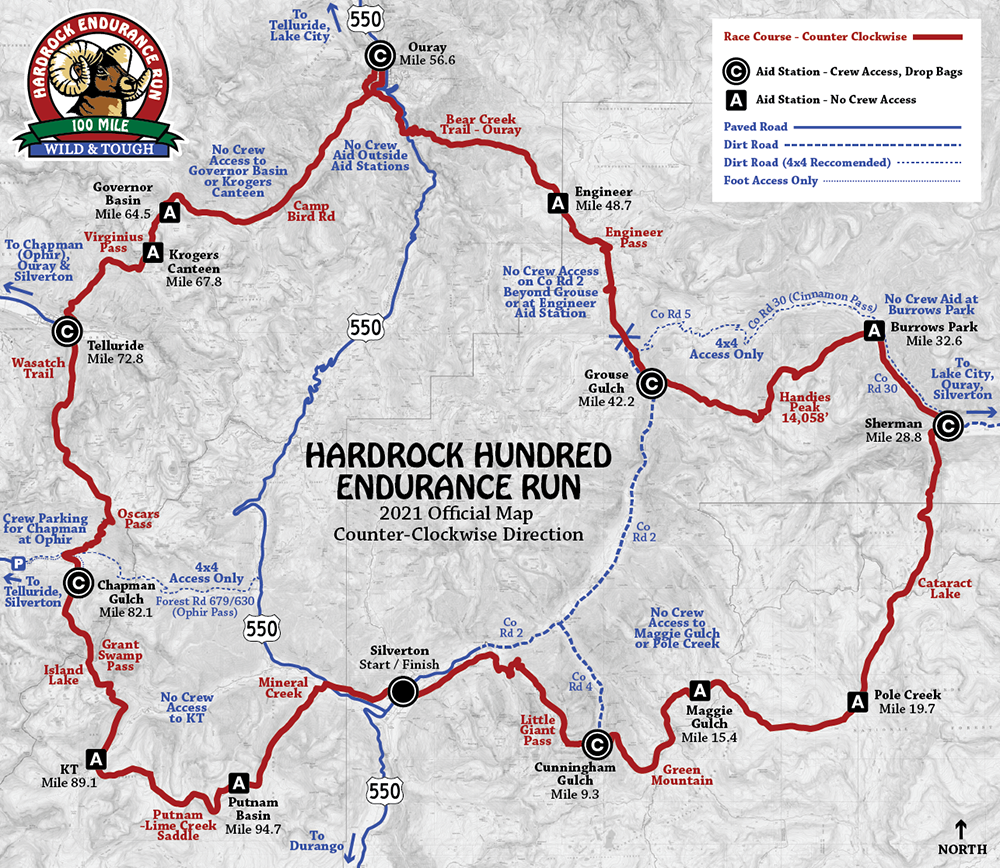 HARDROCK ENDURANCE RUN
100 MILE
WILD & TOUGH
To
Telluride,
Lake City
550
C
Ouray
Mile 56.6
Race Course - Counter Clockwise
C
Aid Station - Crew Access, Drop Bags
A
Aid Station - No Crew Access
Paved Road
Dirt Road
Dirt Road (4x4 Reccomended)
Foot Access Only
Bear Creek
Trail - Ouray
No Crew
Access to
Governor Basin
or Krogers
Canteen
No Crew
Aid Outside
Aid Stations
Governor
Basin
Mile 64.5
A
Camp
Bird Rd
A
Engineer
Mile 48.7
Engineer
Pass
Virginius
Pass
A
Krogers
Canteen
Mile 67.8
To Chapman
(Ophir),
Ouray &
Silverton
C
Telluride
Mile 72.8
Wasatch
Trail
550
No Crew Access
on Co Rd 2
Beyond Grouse
or at Engineer
Aid Station
Co Rd 5
Co Rd 30 (Cinnamon Pass)
4x4
Access Only
No Crew Aid at
Burrows Park
A
Burrows Park
Mile 32.6
To
Lake City,
Ouray,
Silverton
Co
Rd 30
Grouse
Gulch
Mile 42.2
C
Handies
Peak
14,058'
Sherman
Mile 28.8
C
HARDROCK HUNDRED
ENDURANCE RUN
2021 Official Map
Counter-Clockwise Direction
Oscars
Pass
Crew Parking
for Chapman
at Ophir
P
To
Telluride,
Silverton
C
Chapman
Gulch
Mile 82.1
4x4
Access Only
Forest Rd 679/630
(Ophir Pass)
Co
Rd 2
Cataract
Lake
550
Co
Rd 2
No Crew
Access to
Maggie Gulch
or Pole Creek
Grant
Swamp
Pass
Island
Lake
Silverton
Start / Finish
Mineral
Creek
No Crew
Access
to KT
Co
Rd 4
A
Maggie
Gulch
Mile 15.4
A
Pole Creek
Mile 19.7
Little
Giant
Pass
C
Cunningham
Gulch
Mile 9.3
Green
Mountain
KT
Mile 89.1
A
A
Putnam
Basin
Mile 94.7
Putnam
-Lime Creek
Saddle
550
To
Durango
NORTH